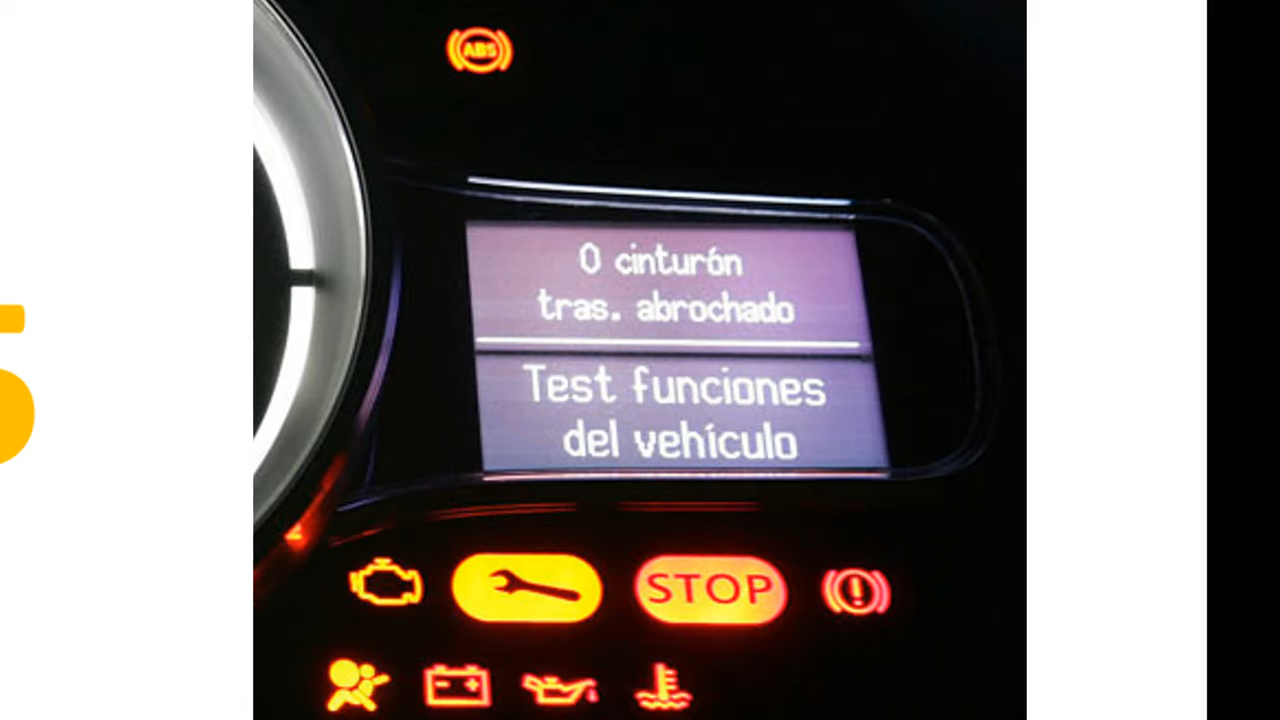 ABS
0 cinturón
tras. abrochado
Test funciones
del vehículo
STOP